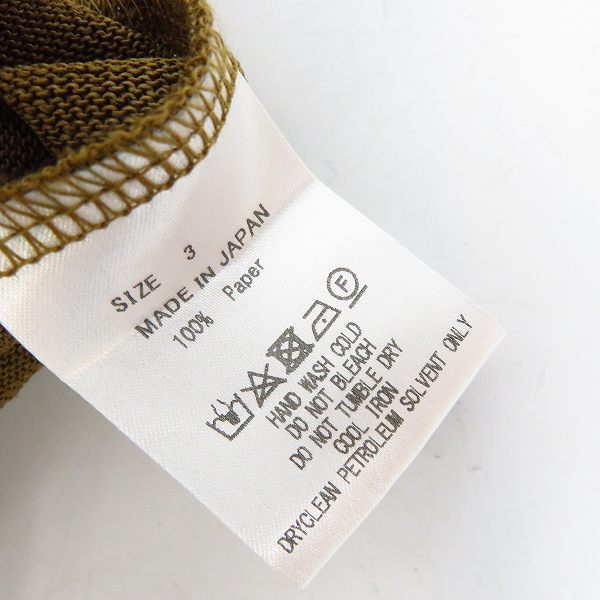 SIZE 3
MADE IN JAPAN
100% Paper
F
HAND WASH COLD
DO NOT BLEACH
DO NOT TUMBLE DRY
COOL IRON
DRYCLEAN PETROLEUM SOLVENT ONLY